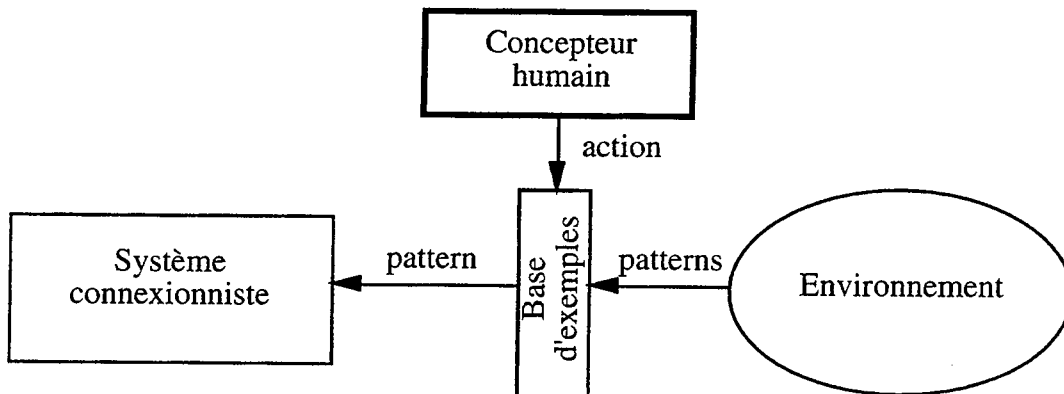 Concepteur
humain
action
Système
connexionniste
pattern
Base
d'exemples
patterns
Environnement